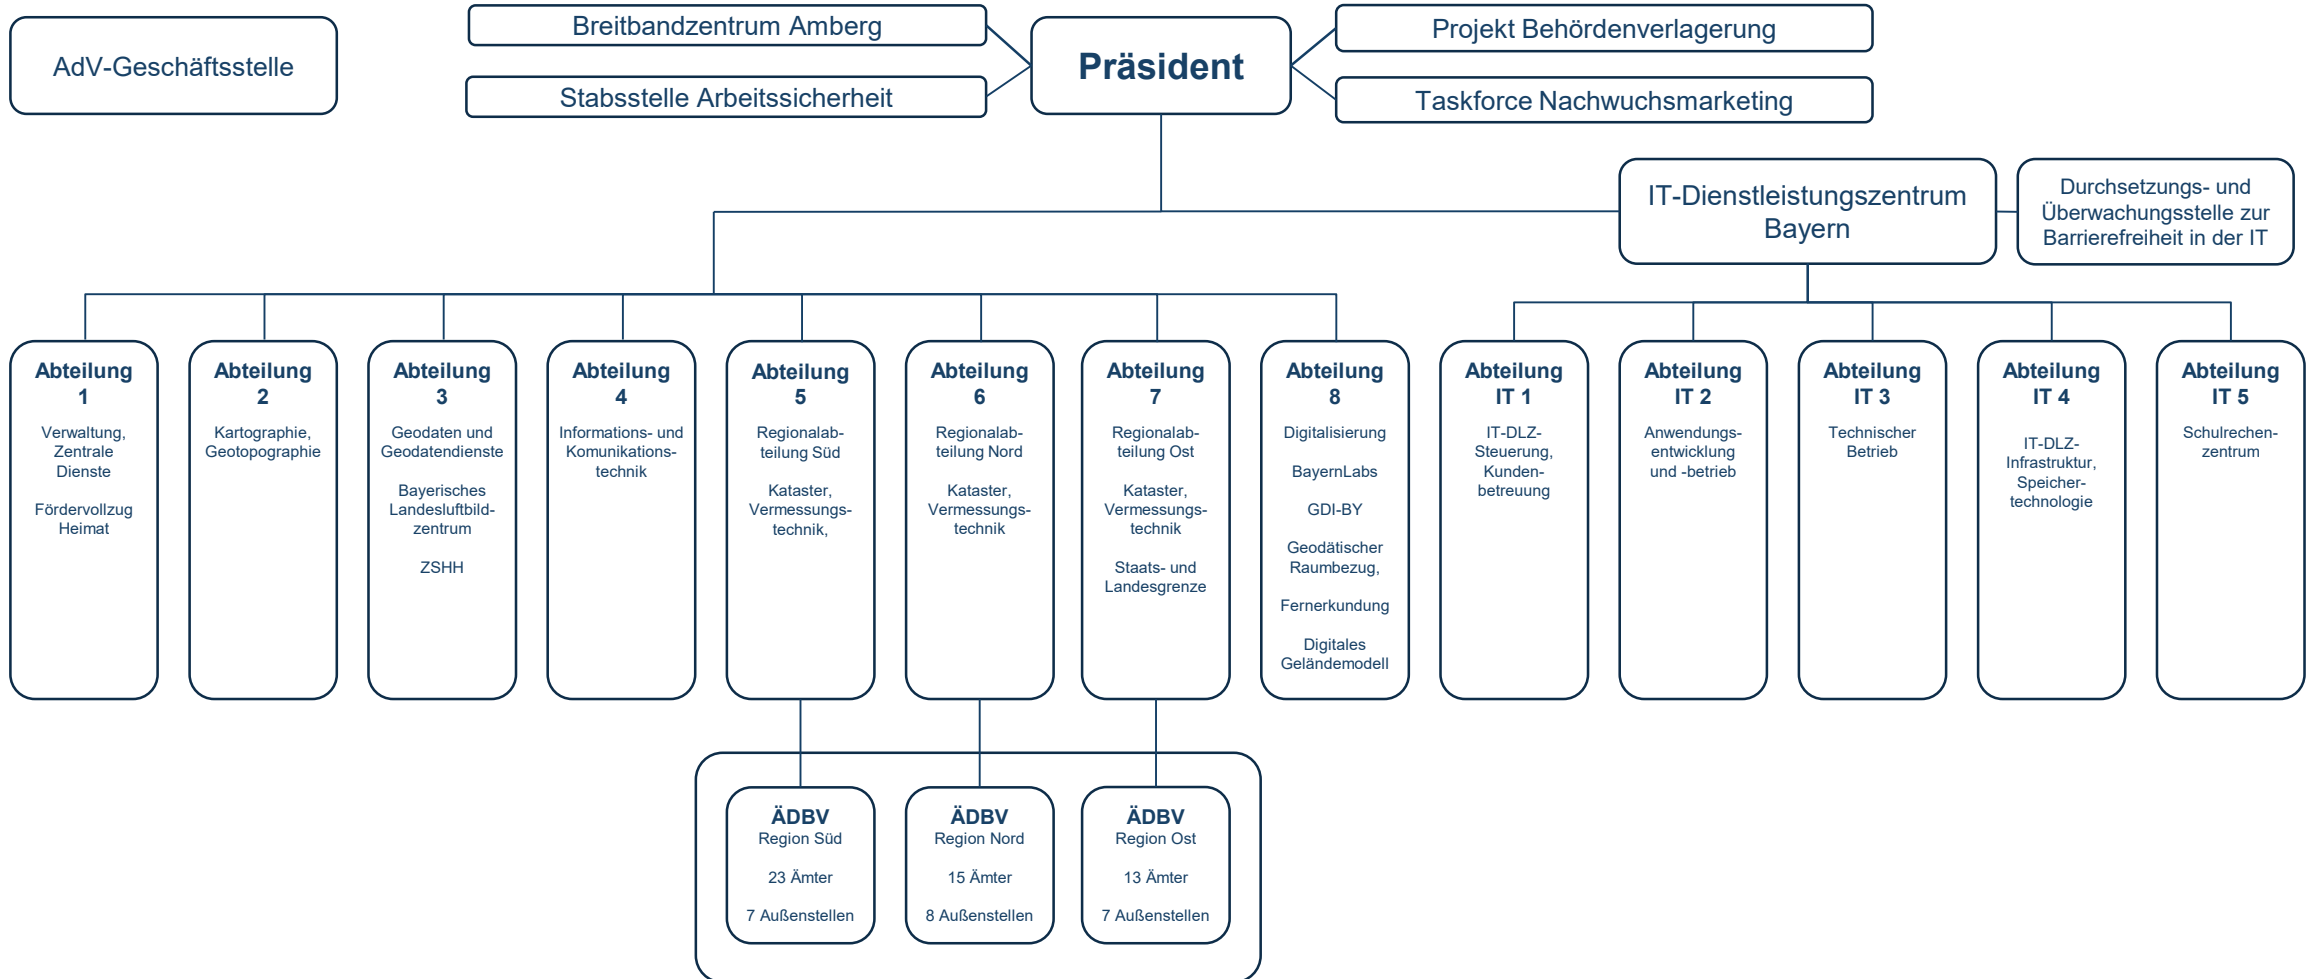 AdV-Geschäftsstelle
Breitbandzentrum Amberg
Stabsstelle Arbeitssicherheit
Präsident
Projekt Behördenverlagerung
Taskforce Nachwuchsmarketing
IT-Dienstleistungszentrum
Bayern
Durchsetzungs- und
Überwachungsstelle zur
Barrierefreiheit in der IT
Abteilung
1
Verwaltung,
Zentrale
Dienste
Fördervollzug
Heimat
Abteilung
2
Kartographie,
Geotopographie
Abteilung
3
Geodaten und
Geodatendienste
Bayerisches
Landesluftbild-
zentrum
ZSHH
Abteilung
4
Informations- und
Komunikations-
technik
Abteilung
5
Regionalab-
teilung Süd
Kataster,
Vermessungs-
technik,
Abteilung
6
Regionalab-
teilung Nord
Kataster,
Vermessungs-
technik
Abteilung
7
Regionalab-
teilung Ost
Kataster,
Vermessungs-
technik
Staats- und
Landesgrenze
Abteilung
8
Digitalisierung
BayernLabs
GDI-BY
Geodätischer
Raumbezug,
Fernerkundung
Digitales
Geländemodell
Abteilung
IT 1
IT-DLZ-
Steuerung,
Kunden-
betreuung
Abteilung
IT 2
Anwendungs-
entwicklung
und -betrieb
Abteilung
IT 3
Technischer
Betrieb
Abteilung
IT 4
IT-DLZ-
Infrastruktur,
Speicher-
technologie
Abteilung
IT 5
Schulrechen-
zentrum
ÄDBV
Region Süd
23 Ämter
7 Außenstellen
ÄDBV
Region Nord
15 Ämter
8 Außenstellen
ÄDBV
Region Ost
13 Ämter
7 Außenstellen